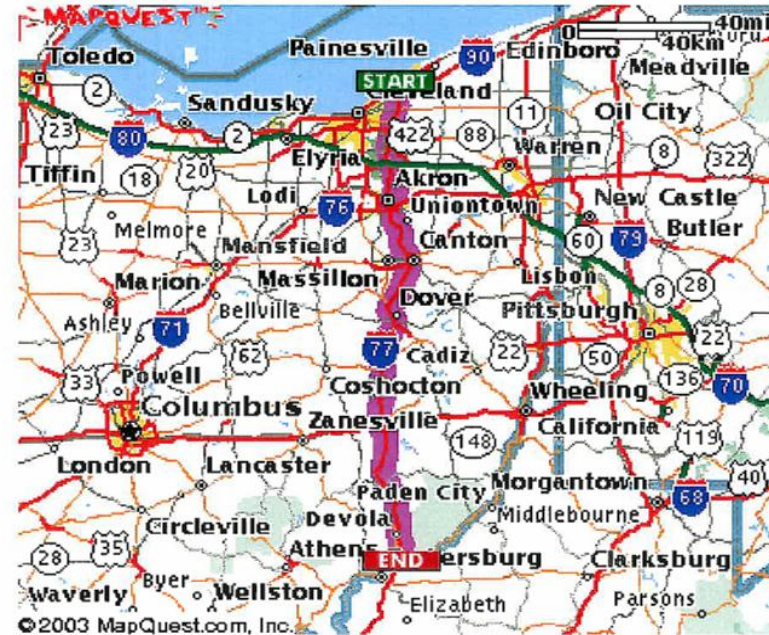 MAPQUEST
0 40mi
40km
Toledo
Painesville
90
Edinboro
Meadville
START
2
Sandusky
Cleveland
Oil City
11
23
80
2
422
88
Warren
8
322
Tiffin
20
Elyria
18
Akron
New Castle
Lodi
76
Uniontown
Melmore
Butler
23
Mansfield
Canton
60
79
Marion
Massillon
Lisbon
8
28
Bellville
Dover
Pittsburgh
Ashley
71
77
Cadiz
22
22
62
50
33
Powell
Coshocton
136
70
Columbus
Wheeling
Zanesville
California
148
119
London
Lancaster
Paden City
Morgantown
40
68
Circleville
Devola
Middlebourne
35
28
Athens
END
ersburg
Clarksburg
Byer
Waverly
Wellston
Elizabeth
Parsons
©2003 MapQuest.com, Inc.